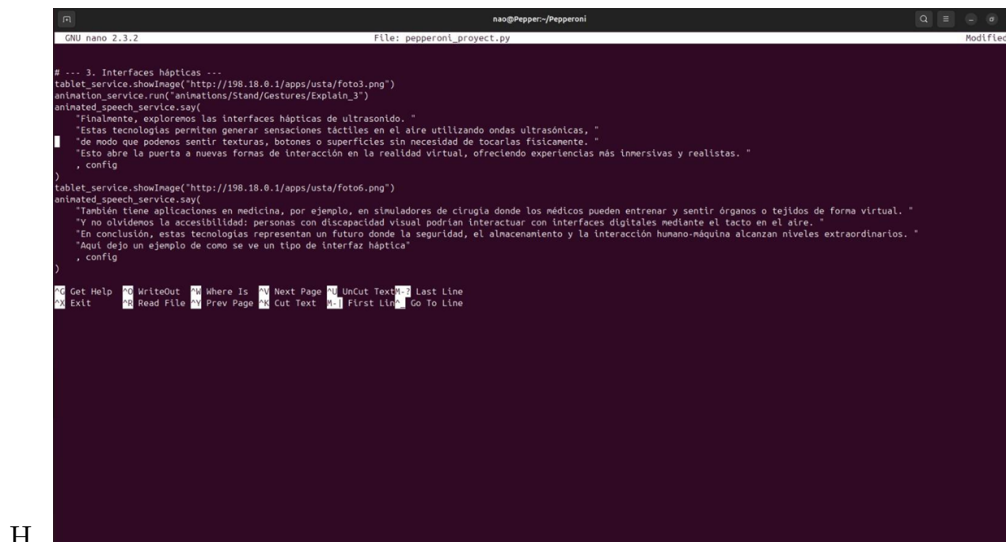 nao@Pepper:~/Pepperoni
GNU nano 2.3.2 File: pepperoni_proyect.py Modified
# --- 3. Interfaces hápticas ---
tablet_service.showImage("http://198.18.0.1/apps/usta/foto3.png")
animation_service.run("animations/Stand/Gestures/Explain_3")
animated_speech_service.say(
"Finalmente, exploremos las interfaces hápticas de ultrasonido. "
"Estas tecnologias permiten generar sensaciones táctiles en el aire utilizando ondas ultrasónicas, "
"de modo que podemos sentir texturas, botones o superficies sin necesidad de tocarlas fisicamente. "
"Esto abre la puerta a nuevas formas de interacción en la realidad virtual, ofreciendo experiencias más inmersivas y realistas. "
, config
)
tablet_service.showImage("http://198.18.0.1/apps/usta/foto6.png")
animated_speech_service.say(
"También tiene aplicaciones en medicina, por ejemplo, en simuladores de cirugia donde los médicos pueden entrenar y sentir órganos o tejidos de forma virtual. "
"Y no olvidemos la accesibilidad: personas con discapacidad visual podrian interactuar con interfaces digitales mediante el tacto en el aire. "
"En conclusión, estas tecnologias representan un futuro donde la seguridad, el almacenamiento y la interacción humano-máquina alcanzan niveles extraordinarios. "
"Aqui dejo un ejemplo de como se ve un tipo de interfaz háptica"
, config
)
^G Get Help ^O WriteOut ^W Where Is ^V Next Page ^U UnCut Text M-? Last Line
^X Exit ^R Read File ^Y Prev Page ^K Cut Text M-| First Lin ^_ Go To Line
H